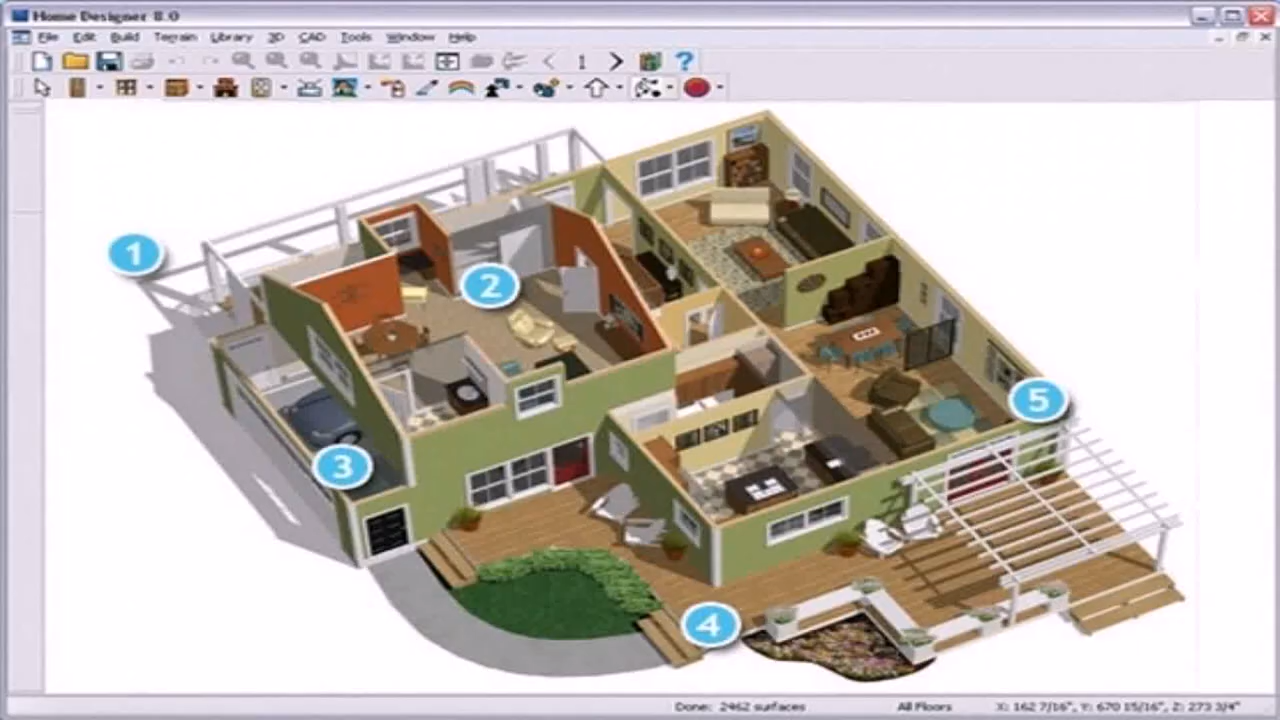 Home Designer 8.0
File Edit Build Terrain Library 3D CAD Tools Window Help
1
?
1
2
3
5
4
Done: 2462 surfaces All Floors X: 162 7/16", Y: 670 15/16", Z: 273 3/4"